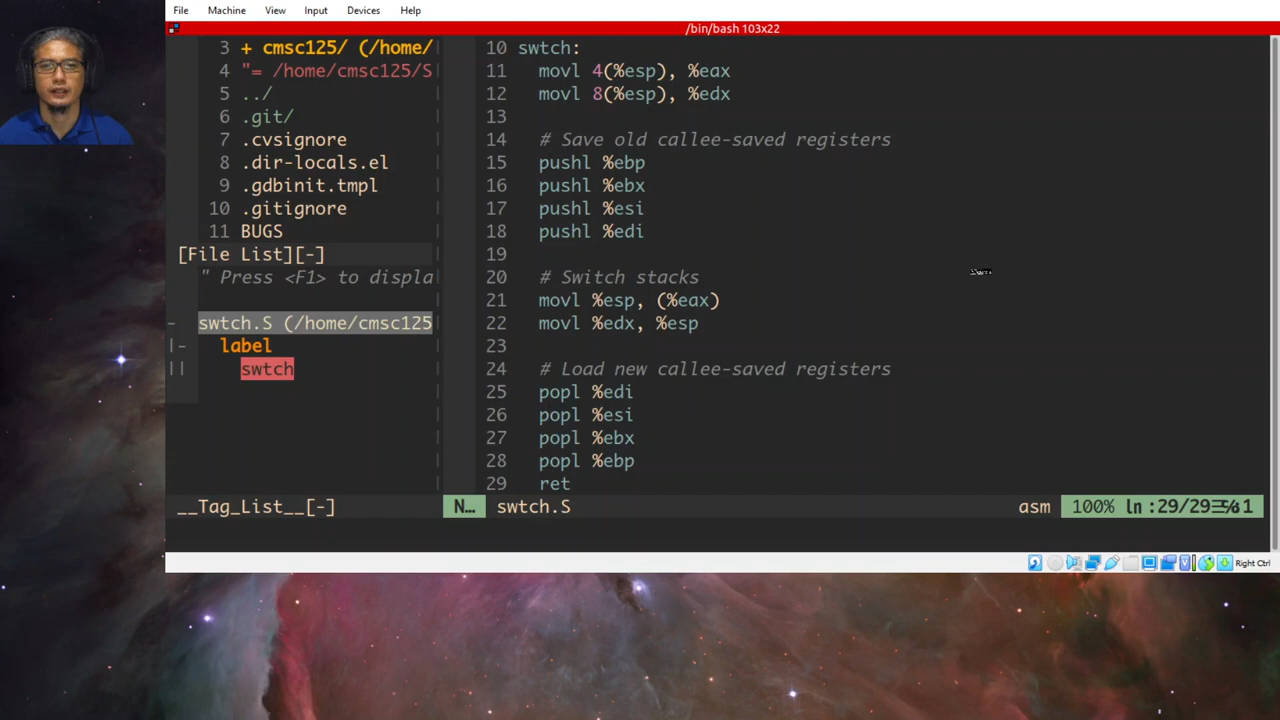 File Machine View Input Devices Help
/bin/bash 103x22
3 + cmsc125/ (/home/
4 "= /home/cmsc125/S
5 ../
6 .git/
7 .cvsignore
8 .dir-locals.el
9 .gdbinit.tmpl
10 .gitignore
11 BUGS
[File List][-]
" Press <F1> to displa
- swtch.S (/home/cmsc125
|- label
|| swtch
__Tag_List__[-]
10 swtch:
11 movl 4(%esp), %eax
12 movl 8(%esp), %edx
13
14 # Save old callee-saved registers
15 pushl %ebp
16 pushl %ebx
17 pushl %esi
18 pushl %edi
19
20 # Switch stacks
21 movl %esp, (%eax)
22 movl %edx, %esp
23
24 # Load new callee-saved registers
25 popl %edi
26 popl %esi
27 popl %ebx
28 popl %ebp
29 ret
N… swtch.S asm 100% ln :29/29
Right Ctrl